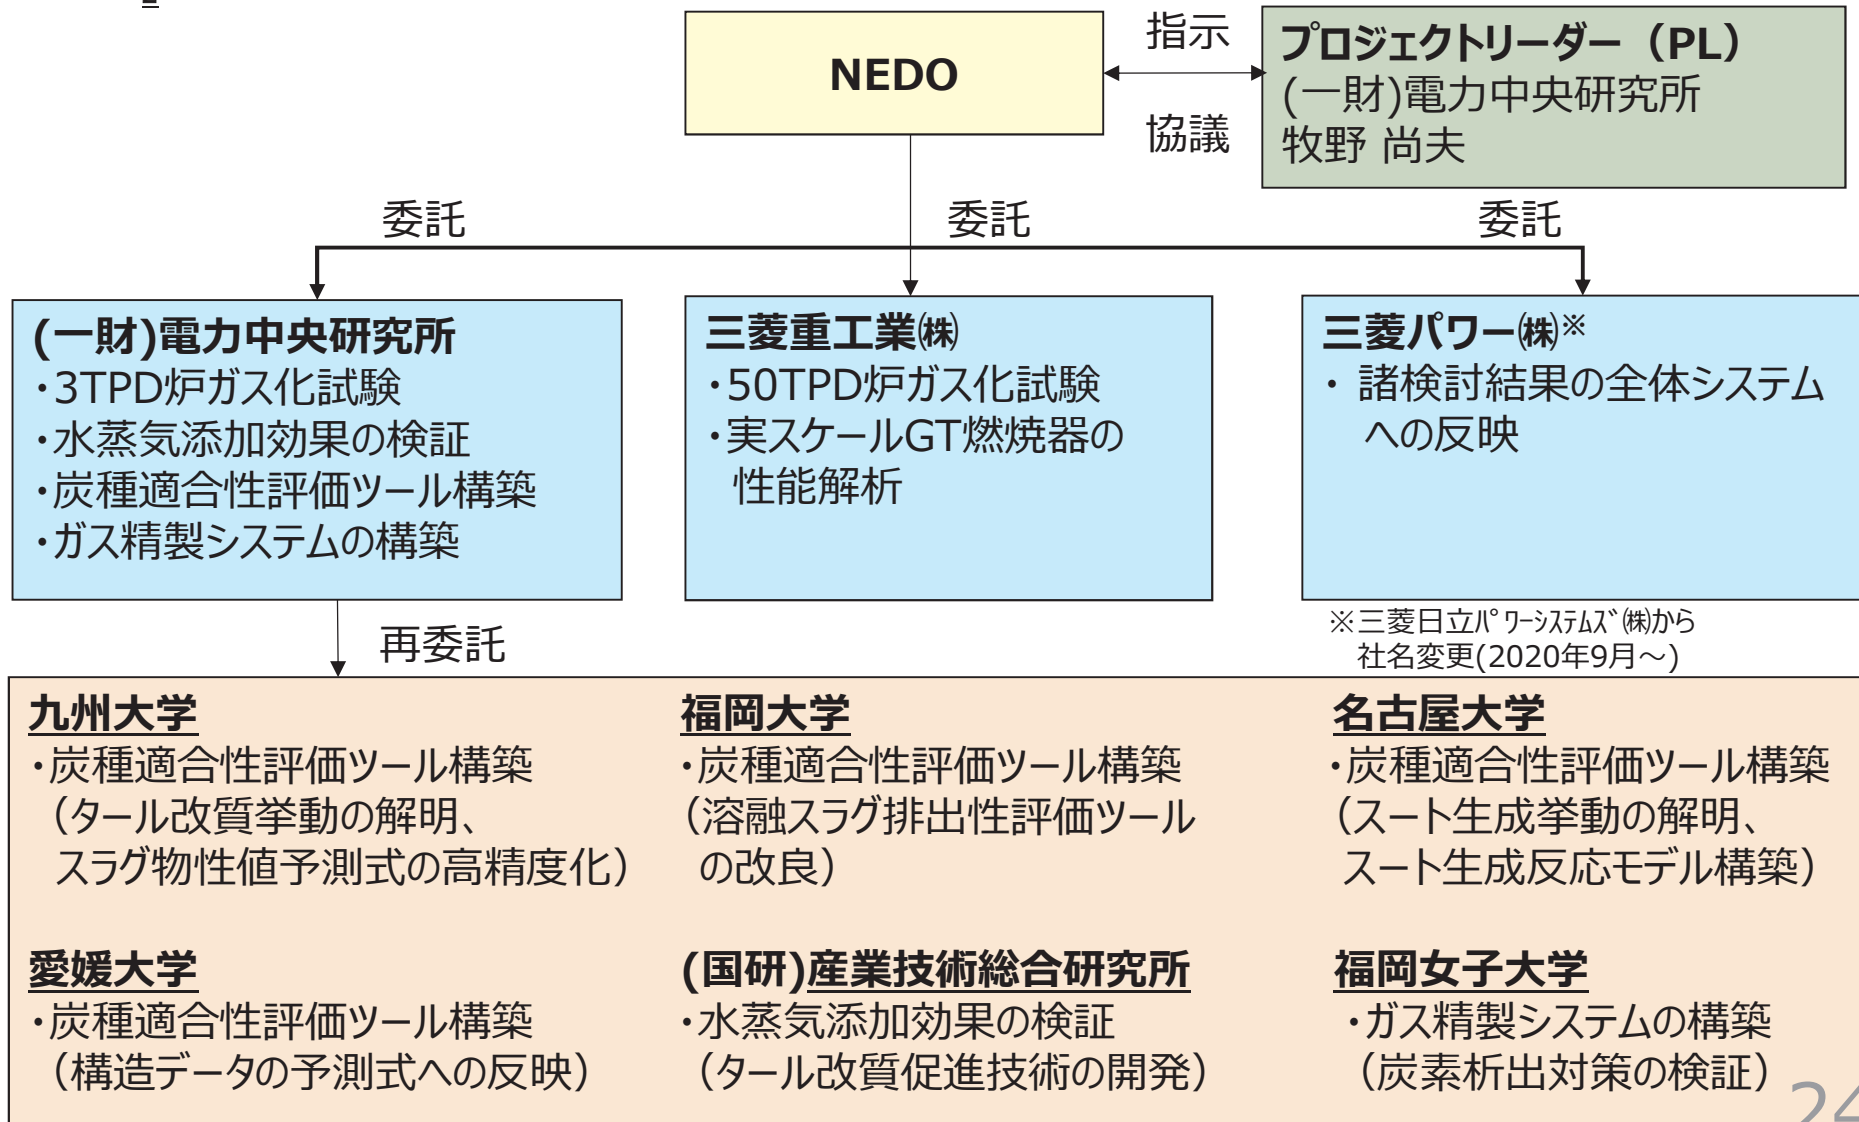 NEDO
指示
協議
プロジェクトリーダー（PL）
(一財)電力中央研究所
牧野 尚夫
委託
委託
委託
(一財)電力中央研究所
・3TPD炉ガス化試験
・水蒸気添加効果の検証
・炭種適合性評価ツール構築
・ガス精製システムの構築
三菱重工業㈱
・50TPD炉ガス化試験
・実スケールGT燃焼器の
性能解析
三菱パワー㈱※
・ 諸検討結果の全体システム
への反映
※三菱日立ﾊﾟﾜｰｼｽﾃﾑｽﾞ㈱から
社名変更(2020年9月～)
再委託
九州大学
・炭種適合性評価ツール構築
（タール改質挙動の解明、
スラグ物性値予測式の高精度化）
福岡大学
・炭種適合性評価ツール構築
（溶融スラグ排出性評価ツール
の改良）
名古屋大学
・炭種適合性評価ツール構築
（スート生成挙動の解明、
スート生成反応モデル構築）
愛媛大学
・炭種適合性評価ツール構築
（構造データの予測式への反映）
(国研)産業技術総合研究所
・水蒸気添加効果の検証
（タール改質促進技術の開発）
福岡女子大学
・ガス精製システムの構築
（炭素析出対策の検証）
24